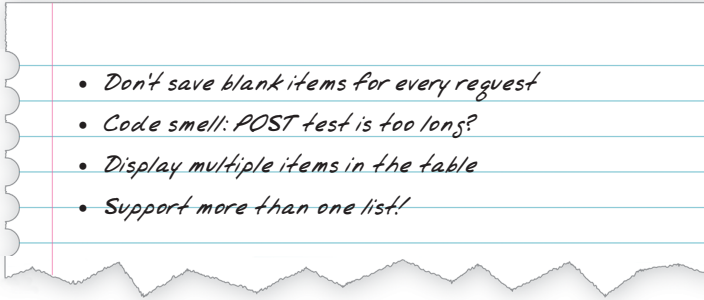 • Don't save blank items for every request
• Code smell: POST test is too long?
• Display multiple items in the table
• Support more than one list!